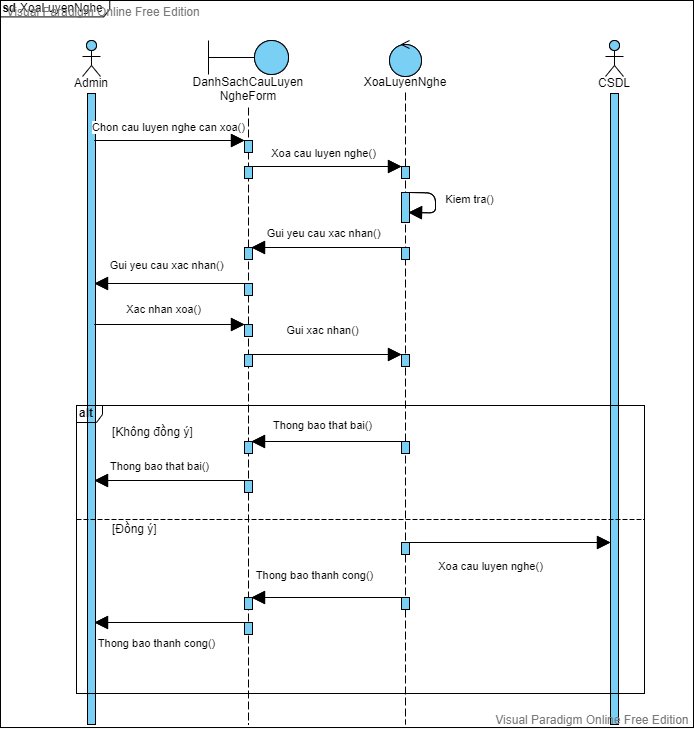 sd XoaLuyenNghe
Visual Paradigm Online Free Edition
Admin
DanhSachCauLuyen
NgheForm
XoaLuyenNghe
CSDL
Chon cau luyen nghe can xoa()
Xoa cau luyen nghe()
Kiem tra()
Gui yeu cau xac nhan()
Gui yeu cau xac nhan()
Xac nhan xoa()
Gui xac nhan()
alt
[Không đồng ý]
Thong bao that bai()
Thong bao that bai()
[Đồng ý]
Xoa cau luyen nghe()
Thong bao thanh cong()
Thong bao thanh cong()
Visual Paradigm Online Free Edition